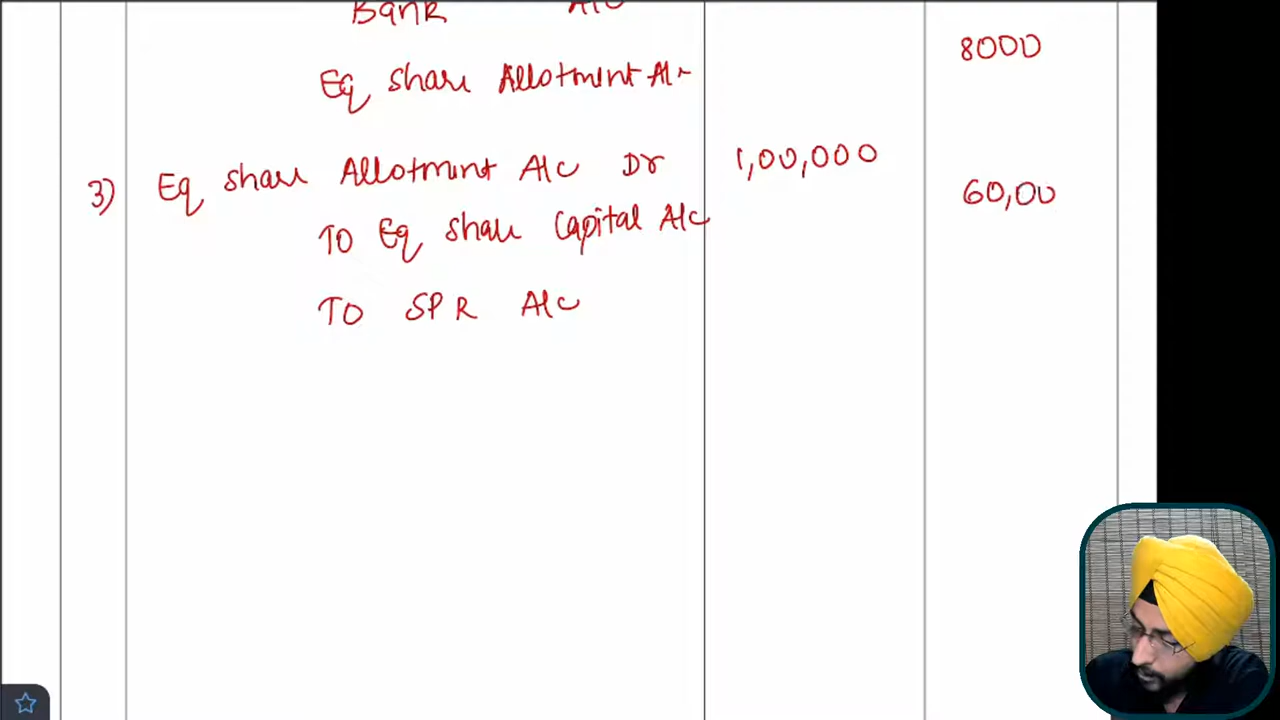 Bank A/c
8000
Eq share Allotment A/c
3) Eq share Allotment A/c Dr 1,00,000
60,00
TO Eq share Capital A/c
TO SPR A/c